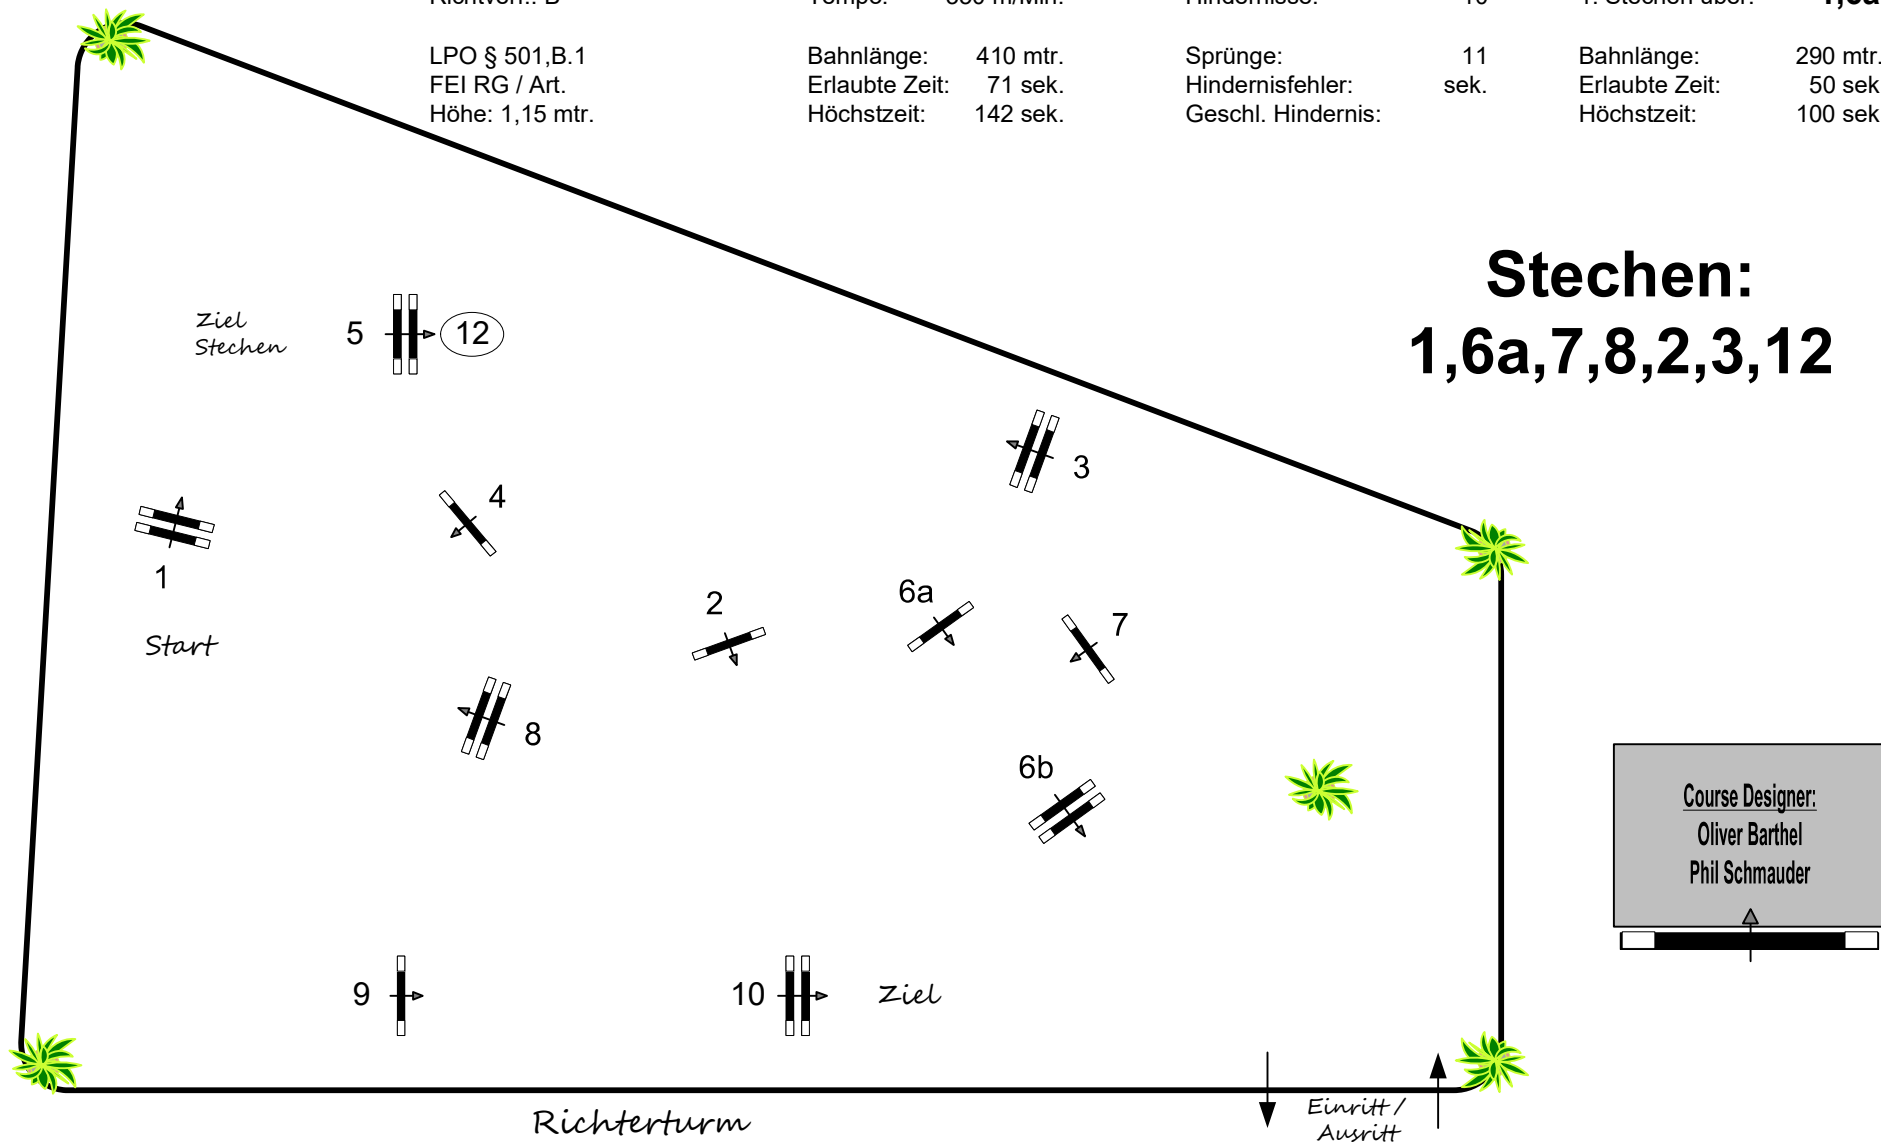 LPO § 501,B.1 Bahnlänge: 410 mtr. Sprünge: 11 Bahnlänge: 290 mtr.
FEI RG / Art. Erlaubte Zeit: 71 sek. Hindernisfehler: sek. Erlaubte Zeit: 50 sek
Höhe: 1,15 mtr. Höchstzeit: 142 sek. Geschl. Hindernis: Höchstzeit: 100 sek
Stechen:
1,6a,7,8,2,3,12
Ziel
Stechen
5
12
3
4
1
2
6a
7
Start
8
6b
Course Designer:
Oliver Barthel
Phil Schmauder
9
10
Ziel
Richterturm
Einritt /
Ausritt